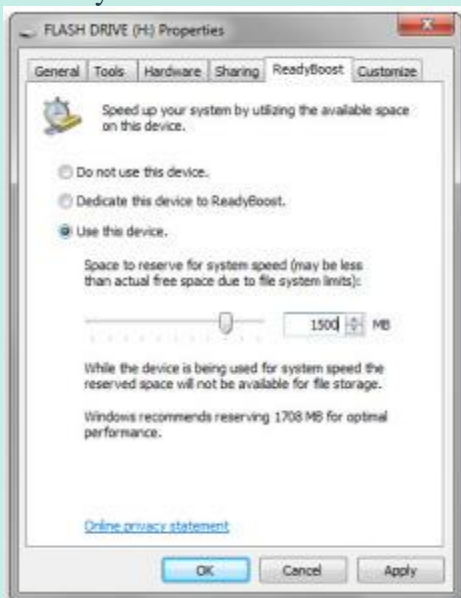 FLASH DRIVE (H:) Properties
General Tools Hardware Sharing ReadyBoost Customize
Speed up your system by utilizing the available space
on this device.
Do not use this device.
Dedicate this device to ReadyBoost.
Use this device.
Space to reserve for system speed (may be less
than actual free space due to file system limits):
1500 MB
While the device is being used for system speed the
reserved space will not be available for file storage.
Windows recommends reserving 1708 MB for optimal
performance.
Online privacy statement
OK Cancel Apply